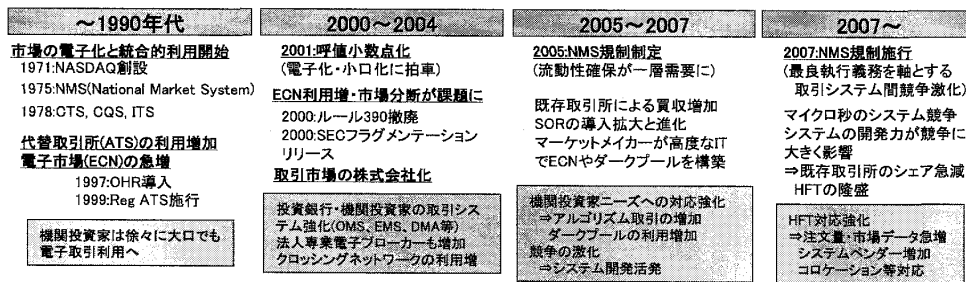 ～1990年代
市場の電子化と統合的利用開始
1971:NASDAQ創設
1975:NMS(National Market System)
1978:CTS, CQS, ITS
代替取引所(ATS)の利用増加
電子市場(ECN)の急増
1997:OHR導入
1999:Reg ATS施行
機関投資家は徐々に大口でも
電子取引利用へ
2000～2004
2001:呼値小数点化
(電子化・小口化に拍車)
ECN利用増・市場分断が課題に
2000:ルール390撤廃
2000:SECフラグメンテーション
リリース
取引市場の株式会社化
投資銀行・機関投資家の取引シス
テム強化(OMS、EMS、DMA等)
法人専業電子ブローカーも増加
クロッシングネットワークの利用増
2005～2007
2005:NMS規制制定
(流動性確保が一層需要に)
既存取引所による買収増加
SORの導入拡大と進化
マーケットメイカーが高度なIT
でECNやダークプールを構築
機関投資家ニーズへの対応強化
⇒アルゴリズム取引の増加
ダークプールの利用増加
競争の激化
⇒システム開発活発
2007～
2007:NMS規制施行
(最良執行義務を軸とする
取引システム間競争激化)
マイクロ秒のシステム競争
システムの開発力が競争に
大きく影響
⇒既存取引所のシェア急減
HFTの隆盛
HFT対応強化
⇒注文量・市場データ急増
システムベンダー増加
コロケーション等対応